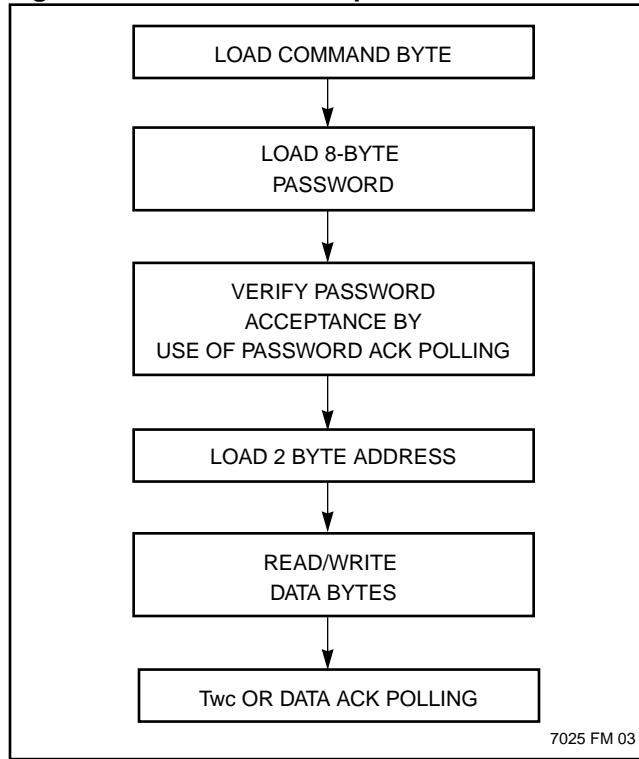 LOAD COMMAND BYTE
LOAD 8-BYTE
PASSWORD
VERIFY PASSWORD
ACCEPTANCE BY
USE OF PASSWORD ACK POLLING
LOAD 2 BYTE ADDRESS
READ/WRITE
DATA BYTES
Twc OR DATA ACK POLLING
7025 FM 03